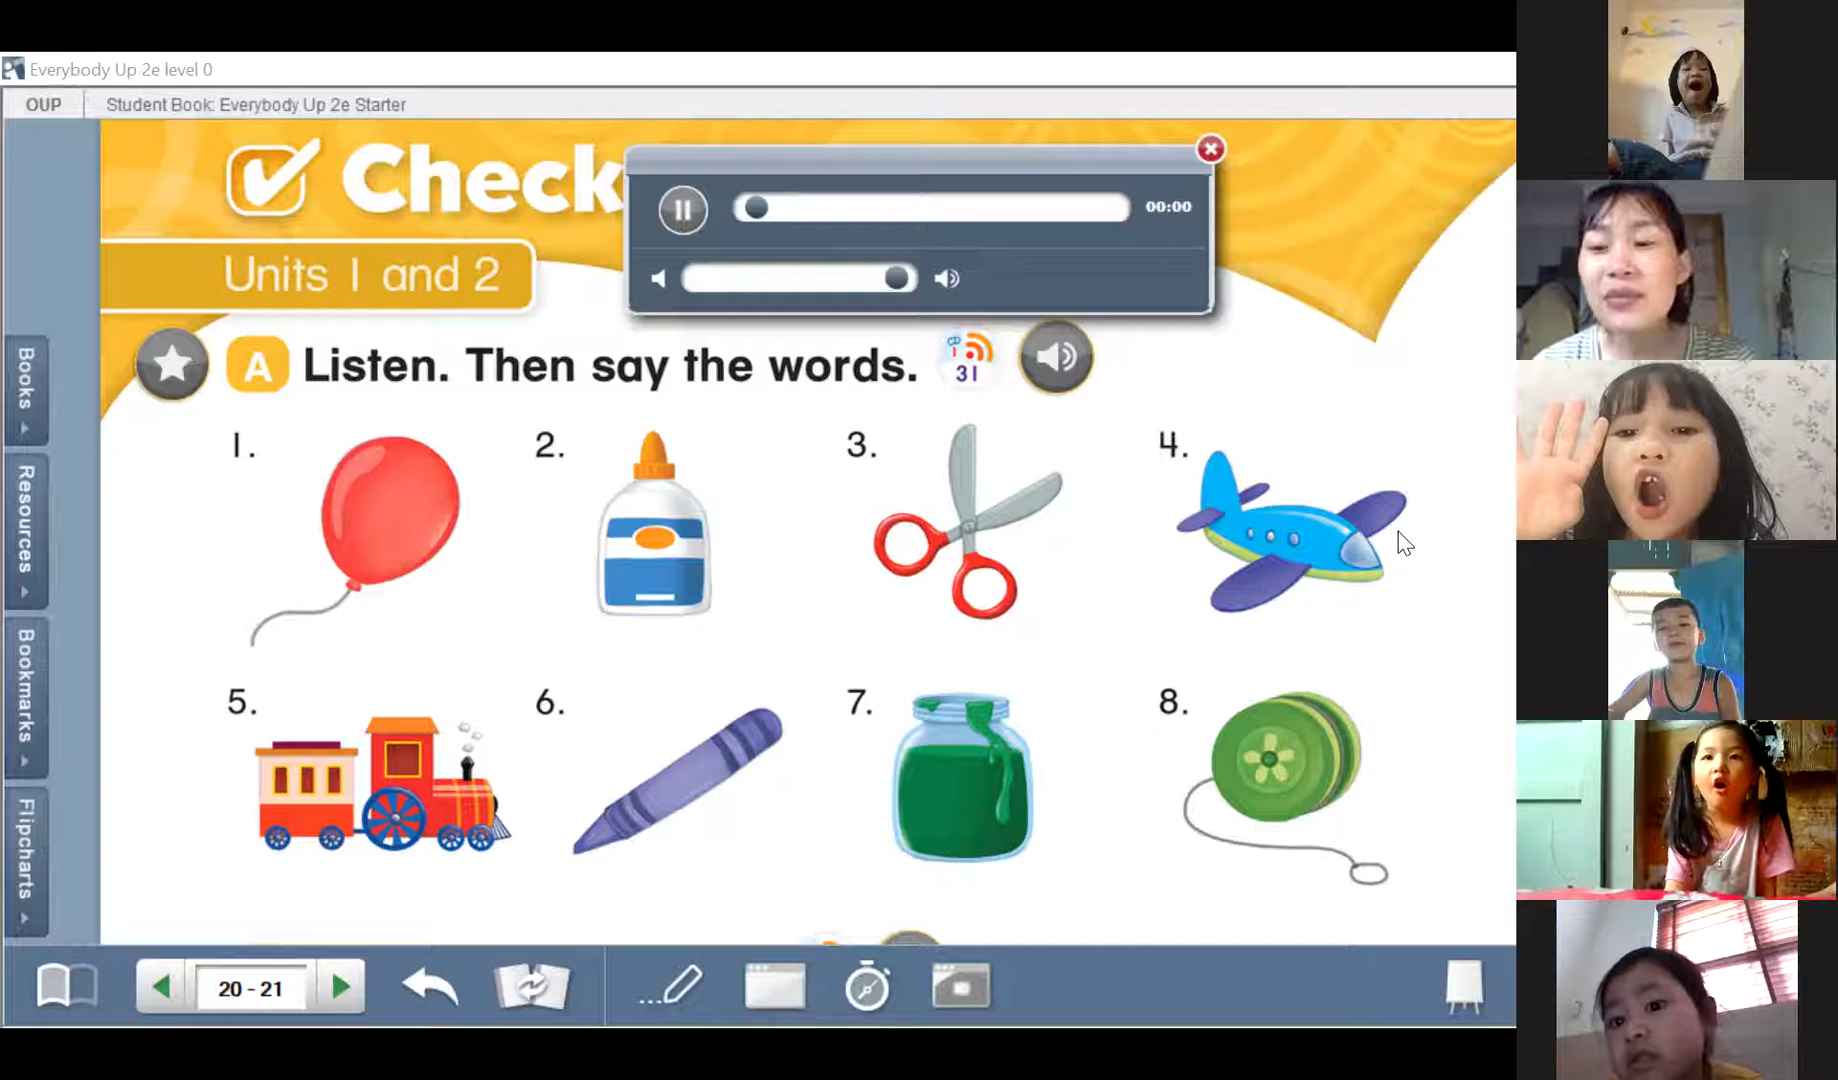 Everybody Up 2e level 0
OUP
Student Book: Everybody Up 2e Starter
Check
Units 1 and 2
00:00
A Listen. Then say the words.
CD 1
31
1.
2.
3.
4.
5.
6.
7.
8.
Books
Resources
Bookmarks
Flipcharts
20 - 21